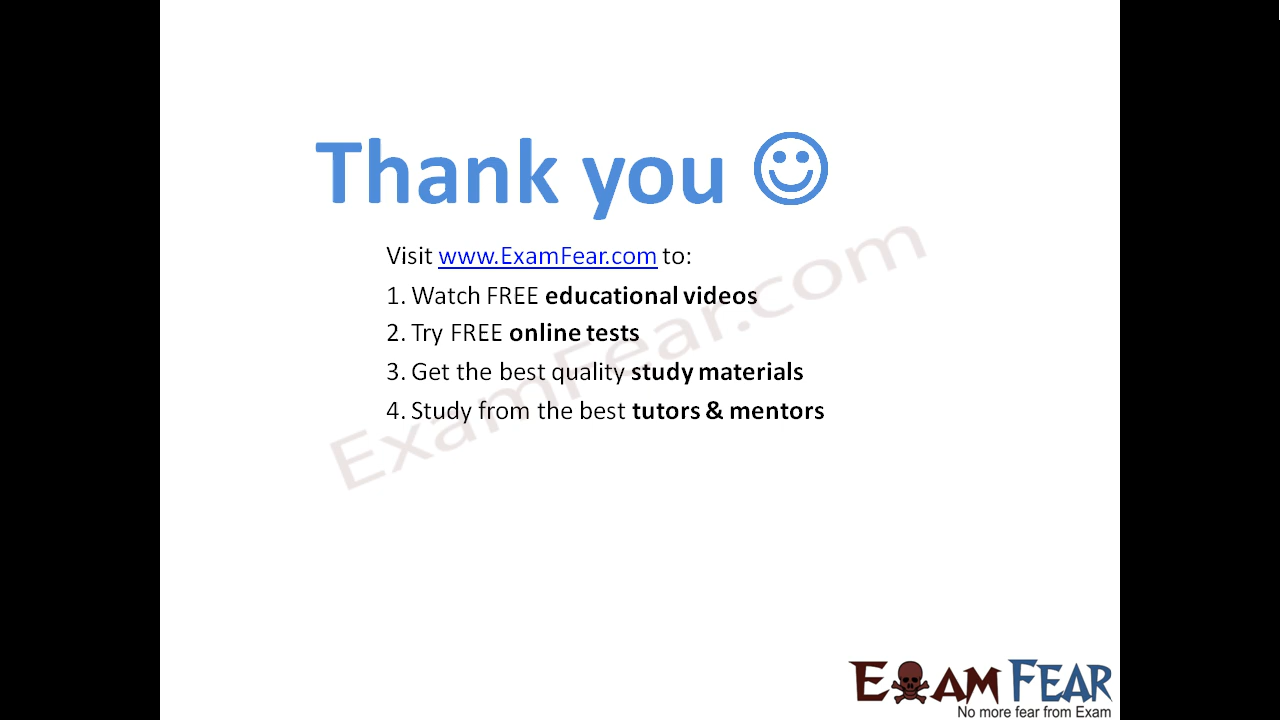 Thank you
Visit www.ExamFear.com to:
1. Watch FREE educational videos
2. Try FREE online tests
3. Get the best quality study materials
4. Study from the best tutors & mentors
ExamFear.com
EXAM FEAR
No more fear from Exam